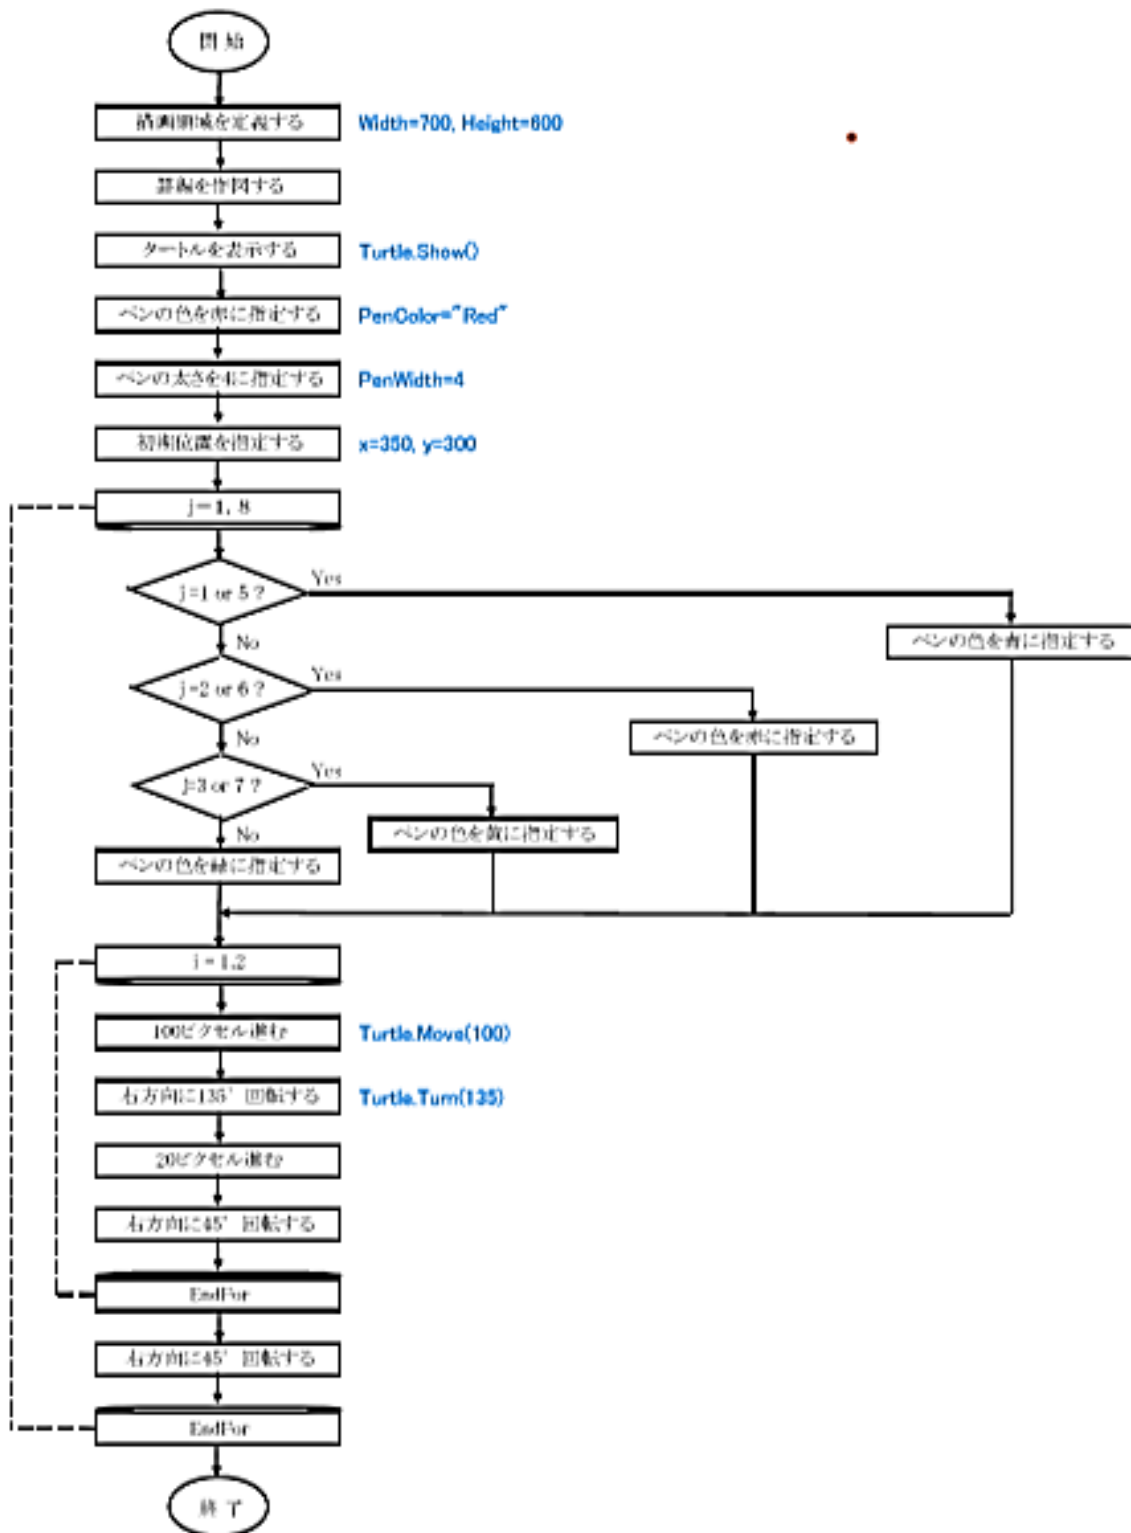 開 始
描画領域を定義する
Width=700, Height=600
罫線を作図する
タートルを表示する
Turtle.Show()
ペンの色を赤に指定する
PenColor="Red"
ペンの太さを4に指定する
PenWidth=4
初期位置を指定する
x=350, y=300
j=1, 8
j=1 or 5 ?
Yes
ペンの色を青に指定する
No
j=2 or 6 ?
Yes
ペンの色を赤に指定する
No
j=3 or 7 ?
Yes
ペンの色を黄に指定する
No
ペンの色を緑に指定する
i = 1,2
100ピクセル進む
Turtle.Move(100)
右方向に135° 回転する
Turtle.Turn(135)
20ピクセル進む
右方向に45° 回転する
EndFor
右方向に45° 回転する
EndFor
終 了